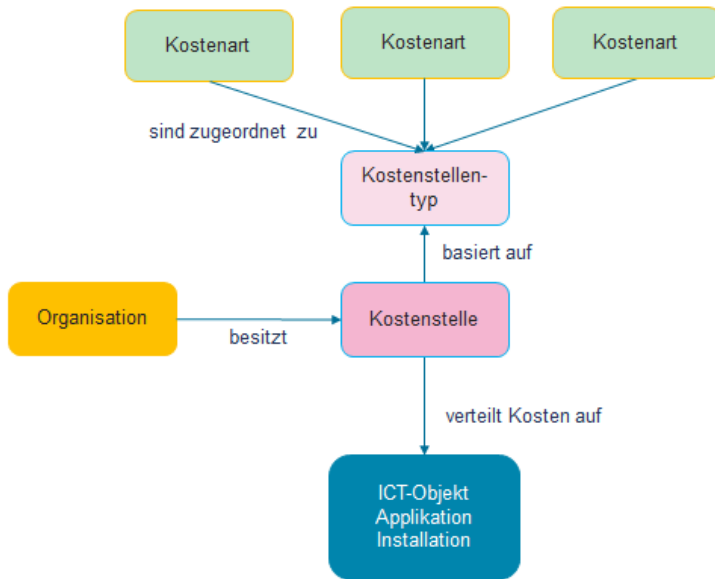 Kostenart
Kostenart
Kostenart
sind zugeordnet zu
Kostenstellen-
typ
basiert auf
Organisation
besitzt
Kostenstelle
verteilt Kosten auf
ICT-Objekt
Applikation
Installation